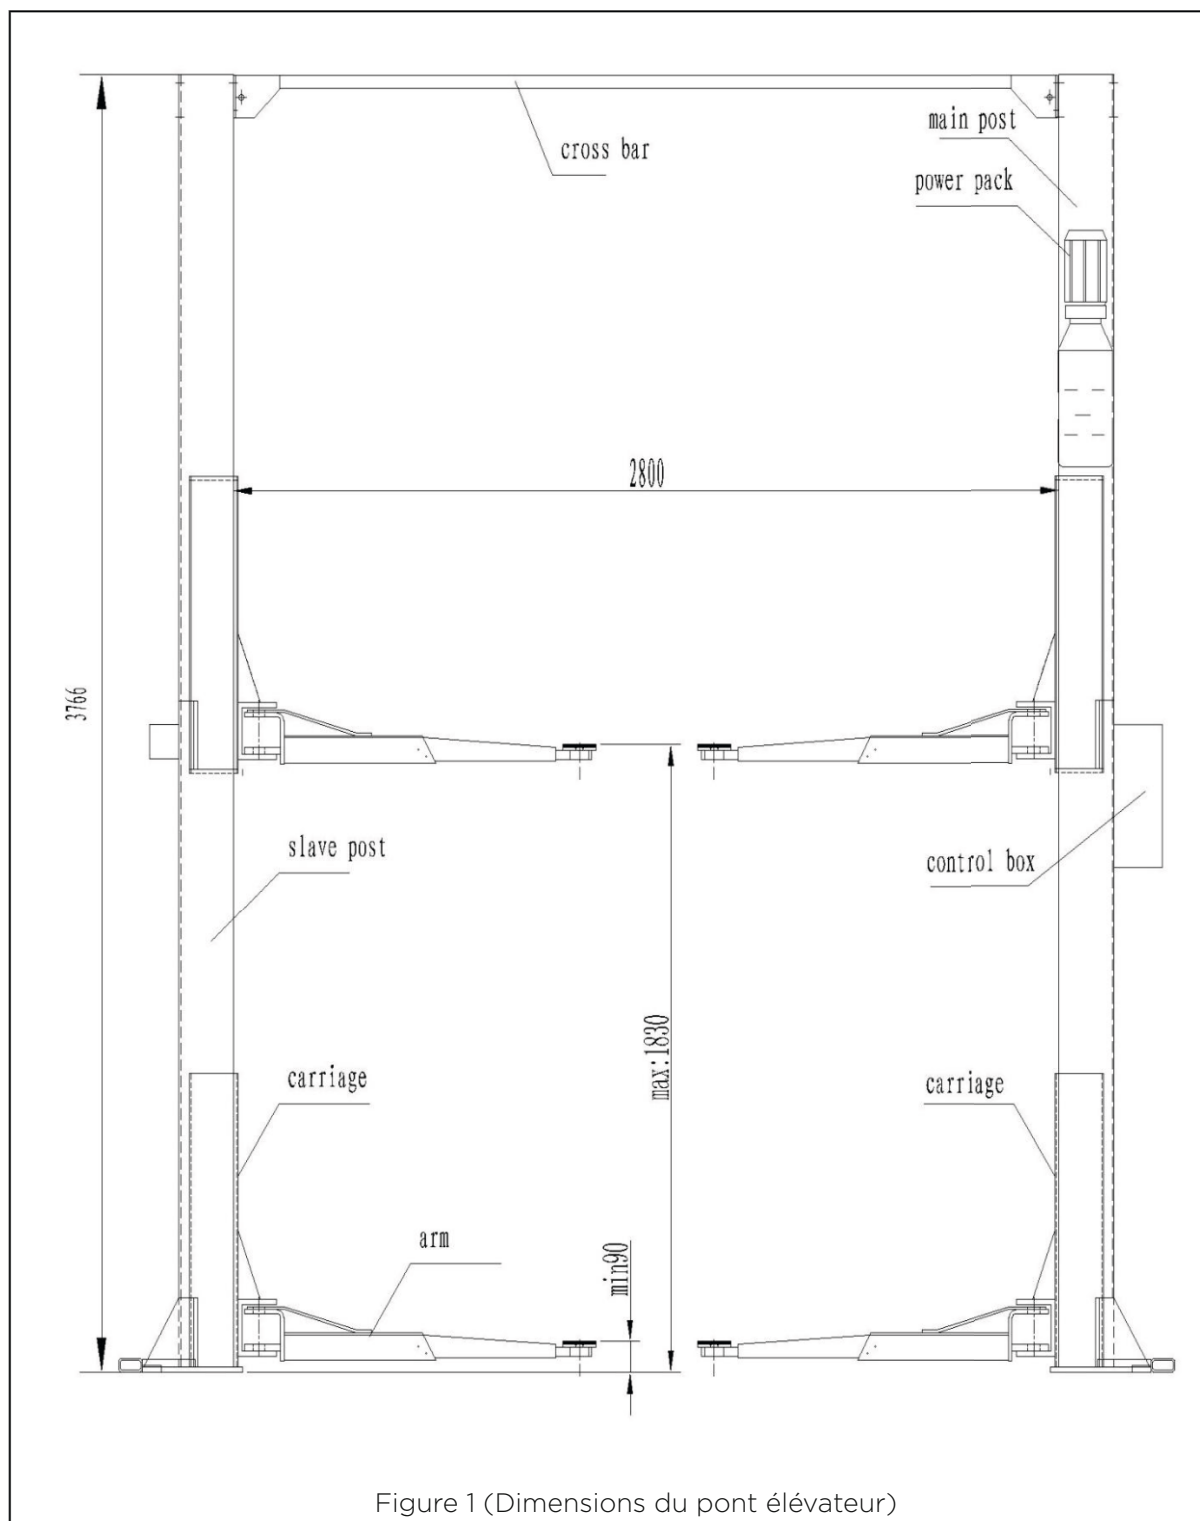 main post
cross bar
power pack
2800
3766
slave post
control box
max:1830
carriage
carriage
arm
min90
Figure 1 (Dimensions du pont élévateur)